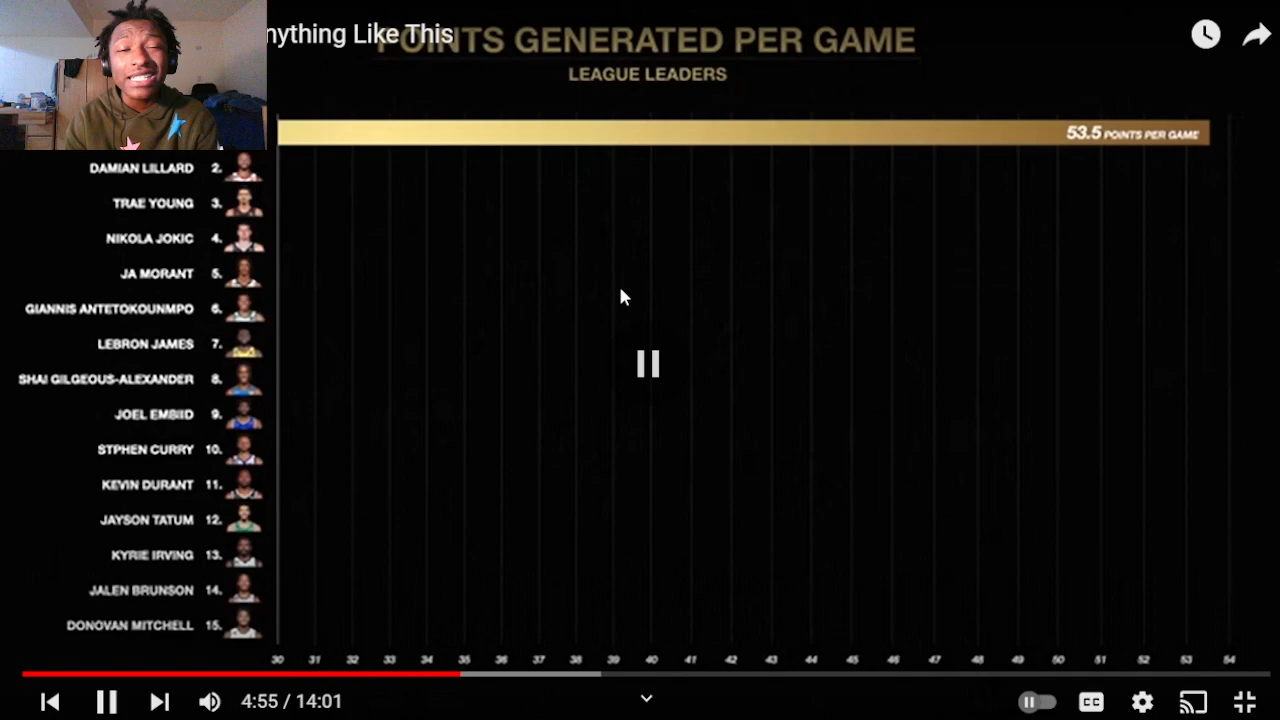 nything Like This
POINTS GENERATED PER GAME
LEAGUE LEADERS
53.5 POINTS PER GAME
DAMIAN LILLARD 2.
TRAE YOUNG 3.
NIKOLA JOKIC 4.
JA MORANT 5.
GIANNIS ANTETOKOUNMPO 6.
LEBRON JAMES 7.
SHAI GILGEOUS-ALEXANDER 8.
JOEL EMBIID 9.
STPHEN CURRY 10.
KEVIN DURANT 11.
JAYSON TATUM 12.
KYRIE IRVING 13.
JALEN BRUNSON 14.
DONOVAN MITCHELL 15.
30 31 32 33 34 35 36 37 38 39 40 41 42 43 44 45 46 47 48 49 50 51 52 53 54
4:55 / 14:01
CC